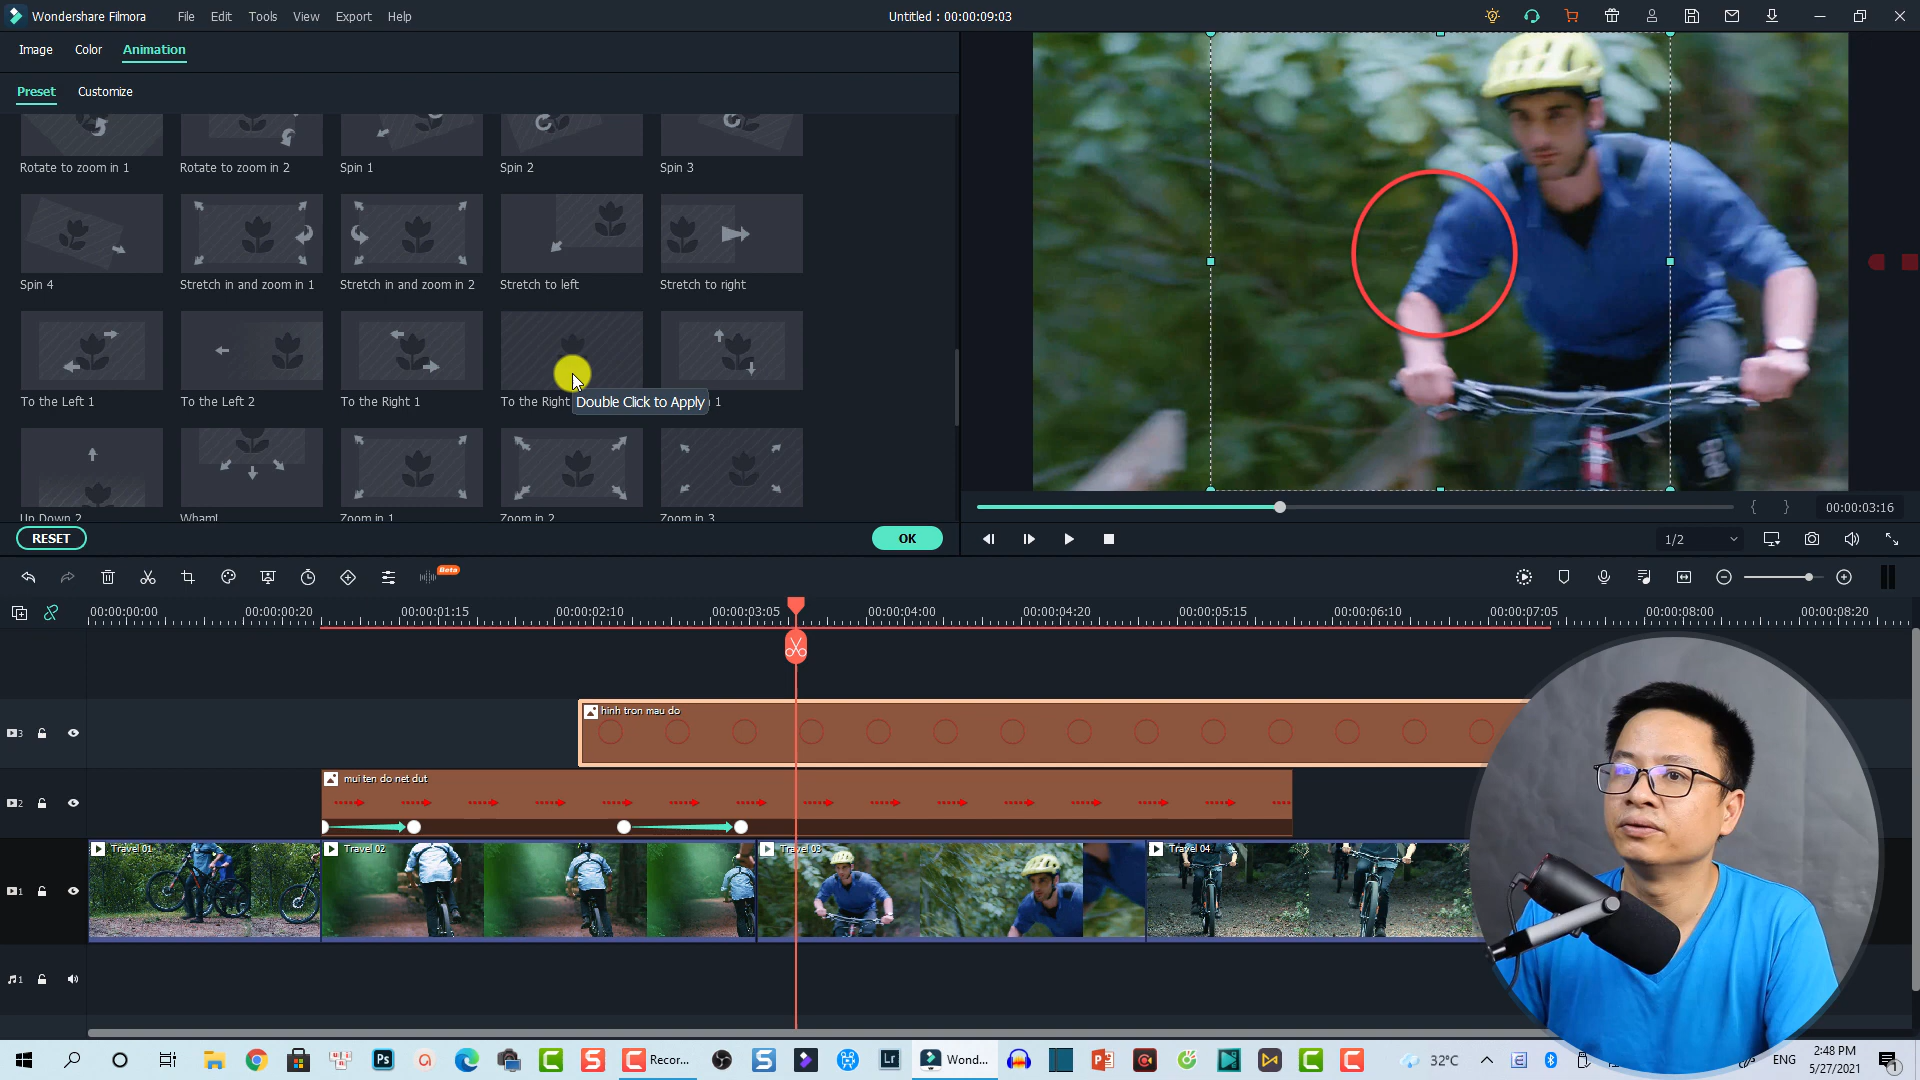 Wondershare Filmora File Edit Tools View Export Help Untitled : 00:00:09:03
Image Color Animation
Preset Customize
Rotate to zoom in 1 Rotate to zoom in 2 Spin 1 Spin 2 Spin 3
Spin 4 Stretch in and zoom in 1 Stretch in and zoom in 2 Stretch to left Stretch to right
To the Left 1 To the Left 2 To the Right 1 To the Right 1
Double Click to Apply
Up Down 2 Wham! Zoom in 1 Zoom in 2 Zoom in 3
{ } 00:00:03:16
RESET OK 1/2
Beta
00:00:00:00 00:00:00:20 00:00:01:15 00:00:02:10 00:00:03:05 00:00:04:00 00:00:04:20 00:00:05:15 00:00:06:10 00:00:07:05 00:00:08:00 00:00:08:20
3 hinh tron mau do
2 mui ten do net dut
1 Travel 01 Travel 02 Travel 03 Travel 04
1
Ps Recor... Lr Wond... 32°C ENG 2:48 PM
5/27/2021 1